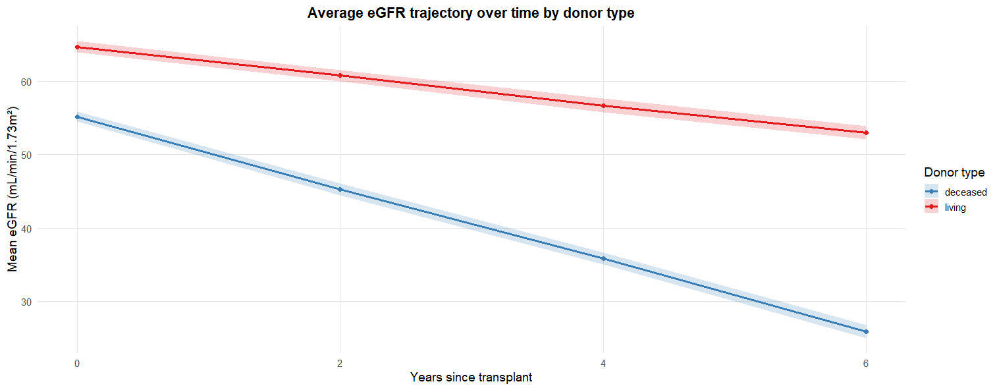 Average eGFR trajectory over time by donor type
Mean eGFR (mL/min/1.73m²)
60
50
40
30
0
2
4
6
Years since transplant
Donor type
deceased
living